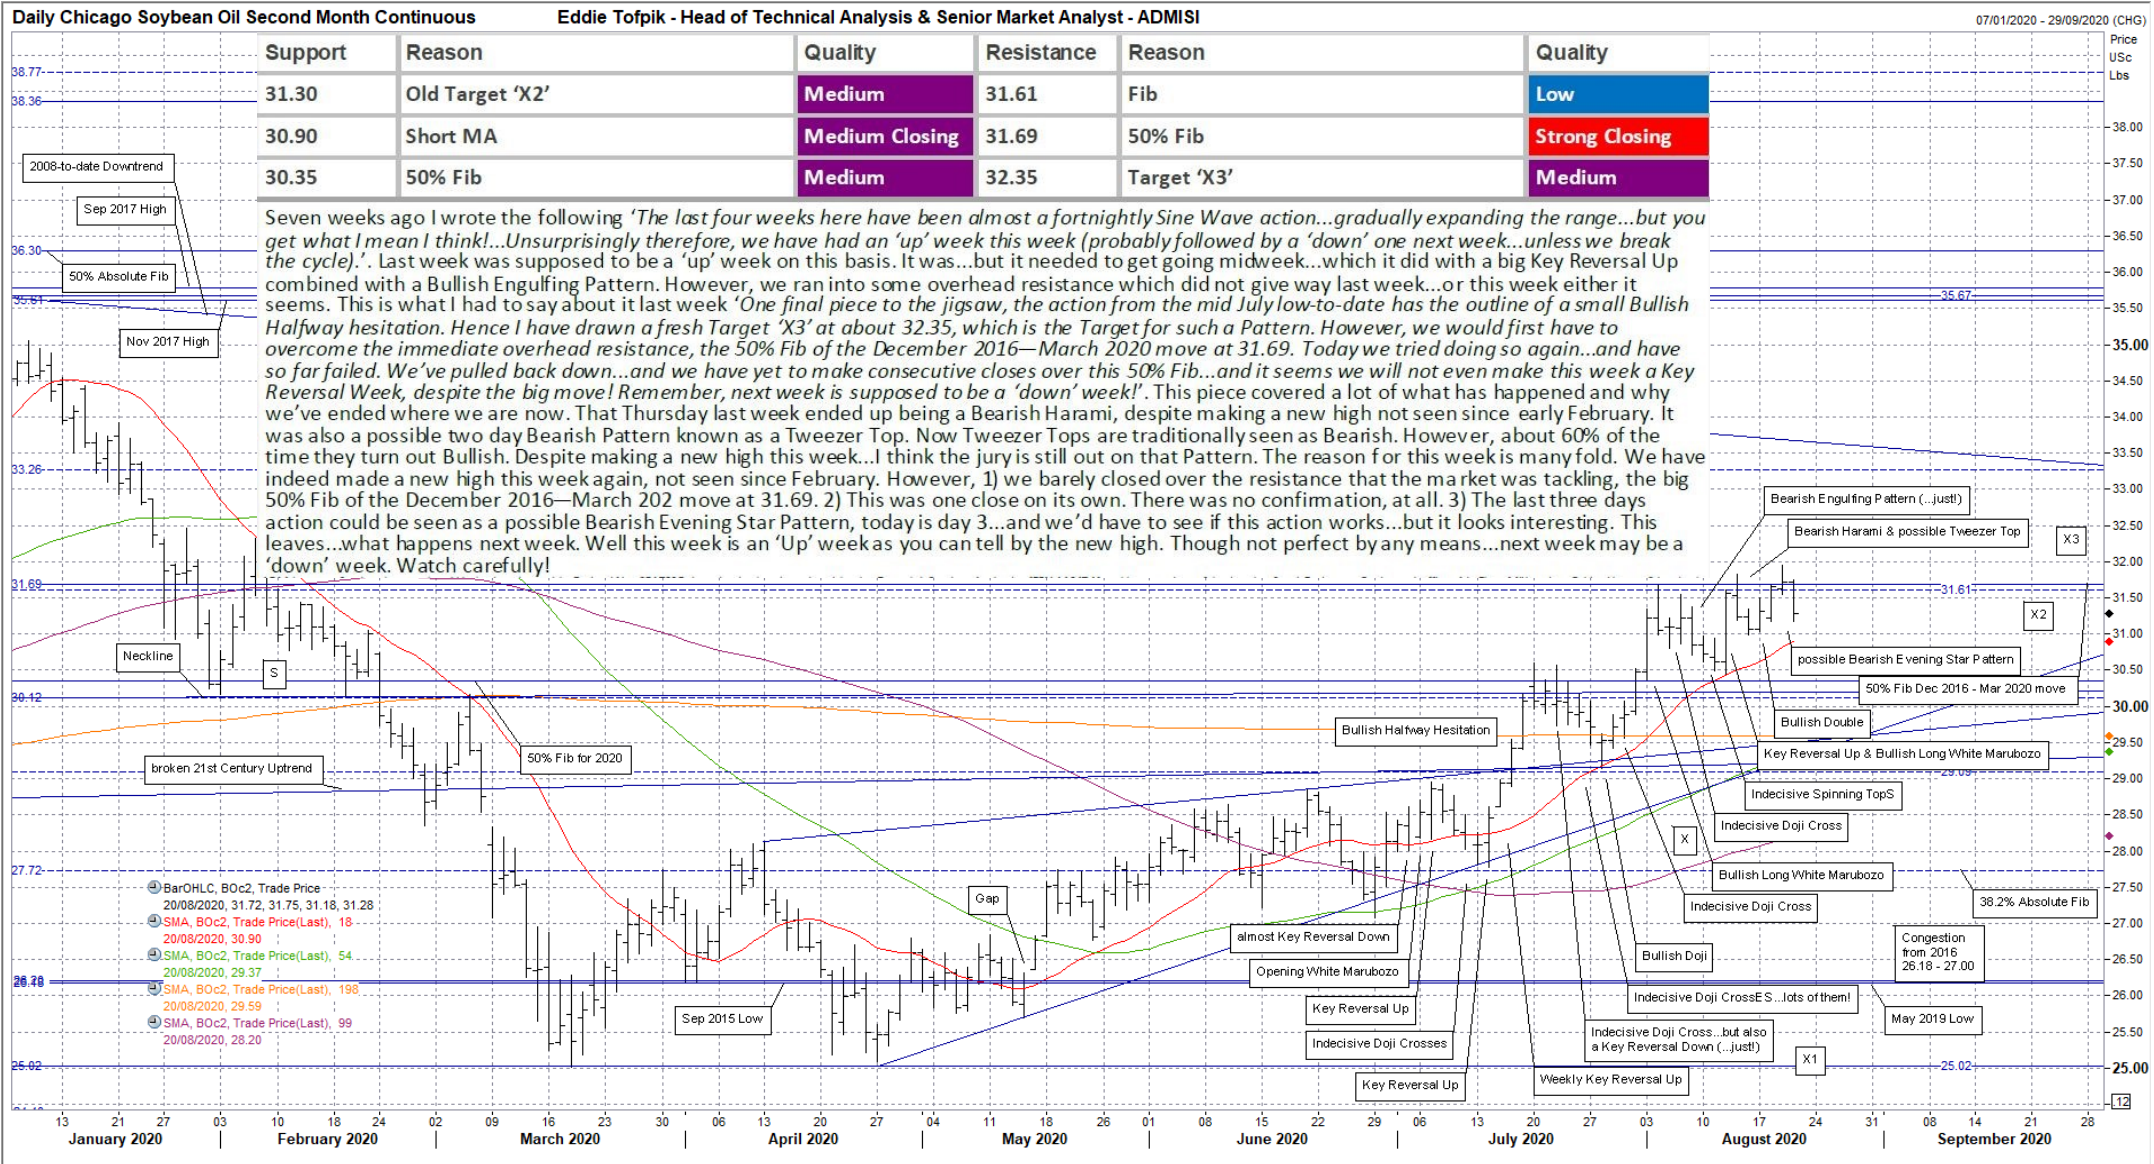 Daily Chicago Soybean Oil Second Month Continuous
Eddie Tofpik - Head of Technical Analysis & Senior Market Analyst - ADMISI
07/01/2020 - 29/09/2020 (CHG)
Price
USc
Lbs
Support Reason Quality Resistance Reason Quality
31.30 Old Target ‘X2’ Medium 31.61 Fib Low
30.90 Short MA Medium Closing 31.69 50% Fib Strong Closing
30.35 50% Fib Medium 32.35 Target ‘X3’ Medium
Seven weeks ago I wrote the following ‘The last four weeks here have been almost a fortnightly Sine Wave action…gradually expanding the range…but you
get what I mean I think!...Unsurprisingly therefore, we have had an ‘up’ week this week (probably followed by a ‘down’ one next week…unless we break
the cycle).’. Last week was supposed to be a ‘up’ week on this basis. It was…but it needed to get going midweek…which it did with a big Key Reversal Up
combined with a Bullish Engulfing Pattern. However, we ran into some overhead resistance which did not give way last week…or this week either it
seems. This is what I had to say about it last week ‘One final piece to the jigsaw, the action from the mid July low-to-date has the outline of a small Bullish
Halfway hesitation. Hence I have drawn a fresh Target ‘X3’ at about 32.35, which is the Target for such a Pattern. However, we would first have to
overcome the immediate overhead resistance, the 50% Fib of the December 2016—March 2020 move at 31.69. Today we tried doing so again…and have
so far failed. We’ve pulled back down…and we have yet to make consecutive closes over this 50% Fib…and it seems we will not even make this week a Key
Reversal Week, despite the big move! Remember, next week is supposed to be a ‘down’ week!’. This piece covered a lot of what has happened and why
we’ve ended where we are now. That Thursday last week ended up being a Bearish Harami, despite making a new high not seen since early February. It
was also a possible two day Bearish Pattern known as a Tweezer Top. Now Tweezer Tops are traditionally seen as Bearish. However, about 60% of the
time they turn out Bullish. Despite making a new high this week…I think the jury is still out on that Pattern. The reason for this week is many fold. We have
indeed made a new high this week again, not seen since February. However, 1) we barely closed over the resistance that the market was tackling, the big
50% Fib of the December 2016—March 202 move at 31.69. 2) This was one close on its own. There was no confirmation, at all. 3) The last three days
action could be seen as a possible Bearish Evening Star Pattern, today is day 3…and we’d have to see if this action works…but it looks interesting. This
leaves…what happens next week. Well this week is an ‘Up’ week as you can tell by the new high. Though not perfect by any means…next week may be a
‘down’ week. Watch carefully!
38.77
38.36
2008-to-date Downtrend
Sep 2017 High
36.30
50% Absolute Fib
35.61
Nov 2017 High
33.26
31.69
Neckline
S
30.12
broken 21st Century Uptrend
50% Fib for 2020
27.72
BarOHLC, BOc2, Trade Price
20/08/2020, 31.72, 31.75, 31.18, 31.28
SMA, BOc2, Trade Price(Last), 18
20/08/2020, 30.90
SMA, BOc2, Trade Price(Last), 54
20/08/2020, 29.37
SMA, BOc2, Trade Price(Last), 198
20/08/2020, 29.59
SMA, BOc2, Trade Price(Last), 99
20/08/2020, 28.20
25.02
Sep 2015 Low
Gap
Bullish Halfway Hesitation
almost Key Reversal Down
Opening White Marubozo
Key Reversal Up
Indecisive Doji Crosses
Key Reversal Up
Weekly Key Reversal Up
Indecisive Doji Cross...but also
a Key Reversal Down (...just!)
X1
Indecisive Doji CrossES...lots of them!
Bullish Doji
Indecisive Doji Cross
Bullish Long White Marubozo
X
Indecisive Doji Cross
Indecisive Spinning TopS
Key Reversal Up & Bullish Long White Marubozo
Bullish Double
50% Fib Dec 2016 - Mar 2020 move
possible Bearish Evening Star Pattern
X2
X3
Bearish Harami & possible Tweezer Top
Bearish Engulfing Pattern (...just!)
38.2% Absolute Fib
Congestion
from 2016
26.18 - 27.00
May 2019 Low
35.67
31.61
25.02
38.00
37.50
37.00
36.50
36.00
35.50
35.00
34.50
34.00
33.50
33.00
32.50
32.00
31.50
31.00
30.50
30.00
29.50
29.00
28.50
28.00
27.50
27.00
26.50
26.00
25.50
25.00
.12
13 21 27 03 10 18 24 02 09 16 23 30 06 13 20 27 04 11 18 26 01 08 15 22 29 06 13 20 27 03 10 17 24 31 08 14 21 28
January 2020 February 2020 March 2020 April 2020 May 2020 June 2020 July 2020 August 2020 September 2020